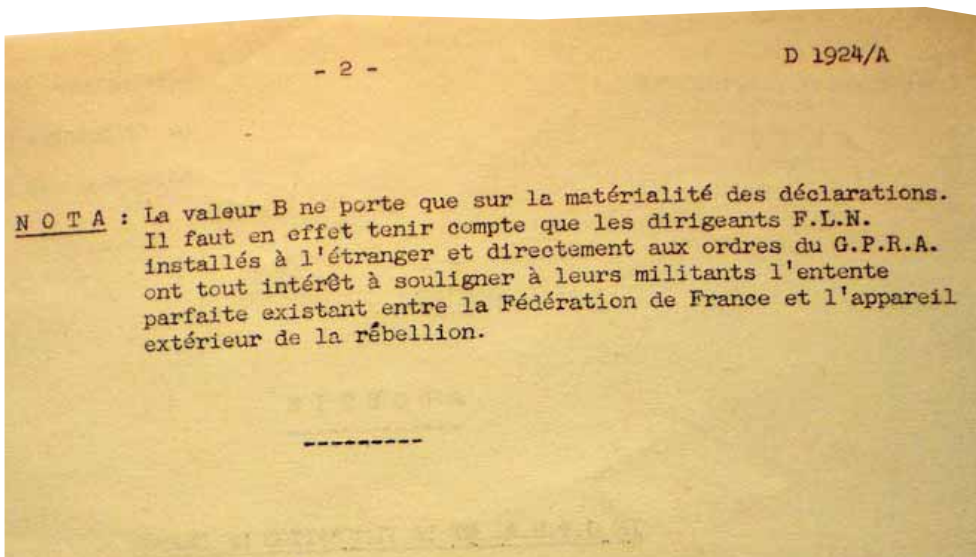 - 2 -
D 1924/A
N O T A : La valeur B ne porte que sur la matérialité des déclarations.
Il faut en effet tenir compte que les dirigeants F.L.N.
installés à l'étranger et directement aux ordres du G.P.R.A.
ont tout intérêt à souligner à leurs militants l'entente
parfaite existant entre la Fédération de France et l'appareil
extérieur de la rébellion.
---------